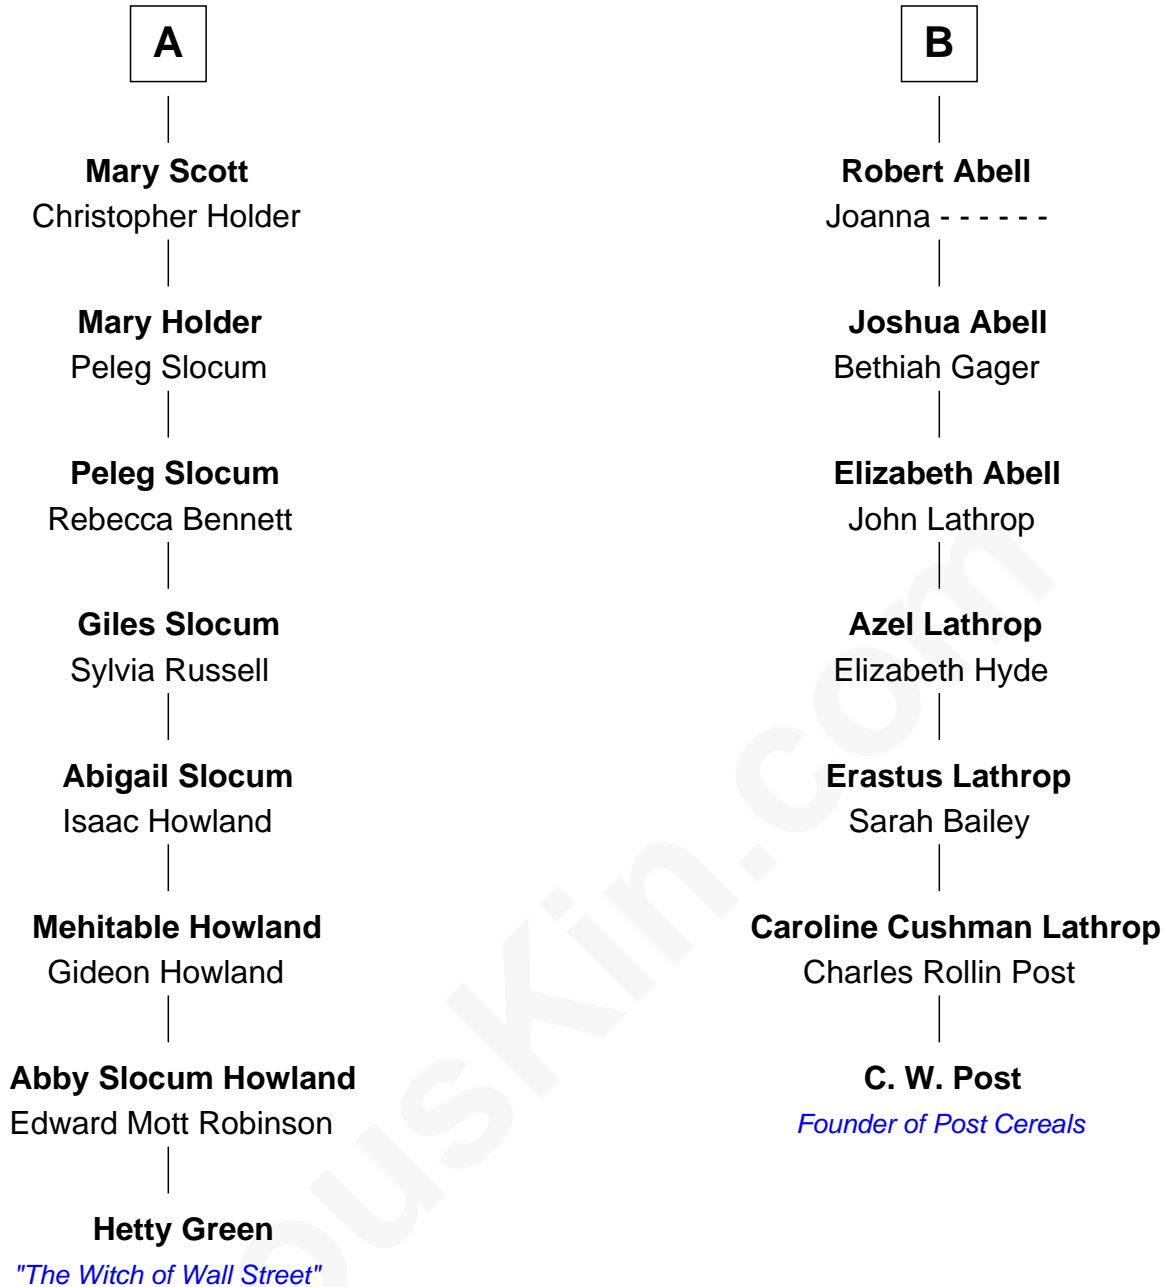 A
Mary Scott
Christopher Holder
Mary Holder
Peleg Slocum
Peleg Slocum
Rebecca Bennett
Giles Slocum
Sylvia Russell
Abigail Slocum
Isaac Howland
Mehitable Howland
Gideon Howland
Abby Slocum Howland
Edward Mott Robinson
Hetty Green
"The Witch of Wall Street"
B
Robert Abell
Joanna - - - - - -
Joshua Abell
Bethiah Gager
Elizabeth Abell
John Lathrop
Azel Lathrop
Elizabeth Hyde
Erastus Lathrop
Sarah Bailey
Caroline Cushman Lathrop
Charles Rollin Post
C. W. Post
Founder of Post Cereals
ousKin.com